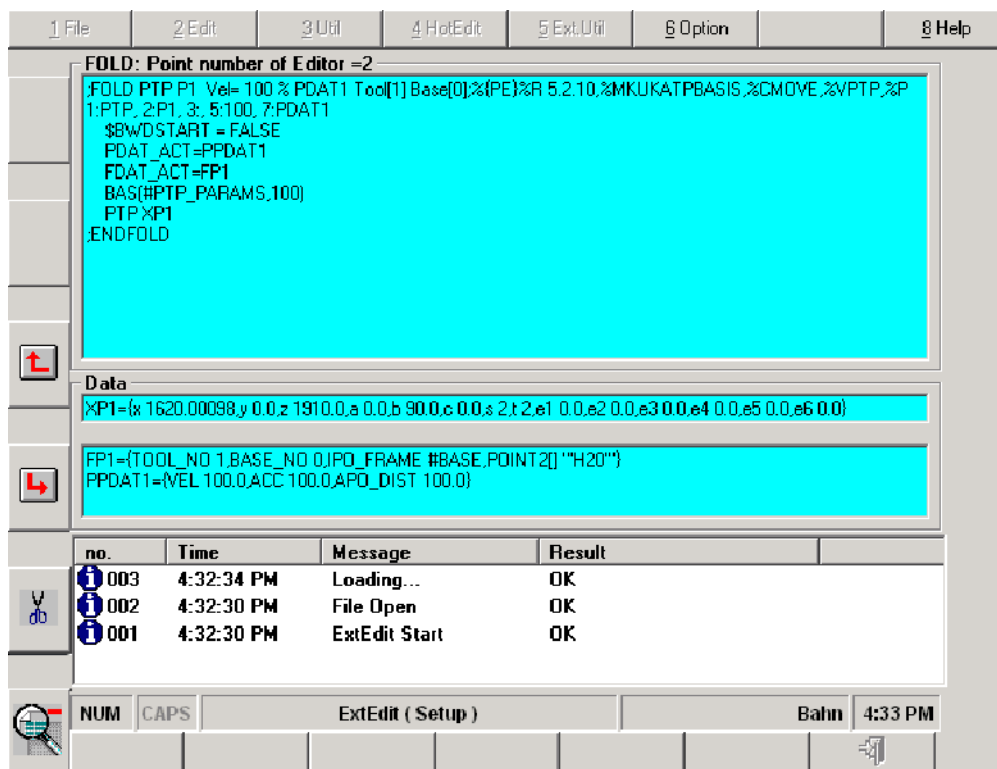 1 File 2 Edit 3 Util 4 HotEdit 5 Ext.Util 6 Option 8 Help
FOLD: Point number of Editor =2
;FOLD PTP P1  Vel= 100 % PDAT1 Tool[1] Base[0];%{PE}%R 5.2.10,%MKUKATPBASIS,%CMOVE,%VPTP,%P
1:PTP, 2:P1, 3:, 5:100, 7:PDAT1
$BWDSTART = FALSE
PDAT_ACT=PPDAT1
FDAT_ACT=FP1
BAS(#PTP_PARAMS,100)
PTP XP1
;ENDFOLD
Data
XP1={x 1620.00098,y 0.0,z 1910.0,a 0.0,b 90.0,c 0.0,s 2,t 2,e1 0.0,e2 0.0,e3 0.0,e4 0.0,e5 0.0,e6 0.0}
FP1={TOOL_NO 1,BASE_NO 0,IPO_FRAME #BASE,POINT2[] '"H20"'}
PPDAT1={VEL 100.0,ACC 100.0,APO_DIST 100.0}
no. Time Message Result
003 4:32:34 PM Loading... OK
002 4:32:30 PM File Open OK
001 4:32:30 PM ExtEdit Start OK
NUM CAPS ExtEdit ( Setup ) Bahn 4:33 PM